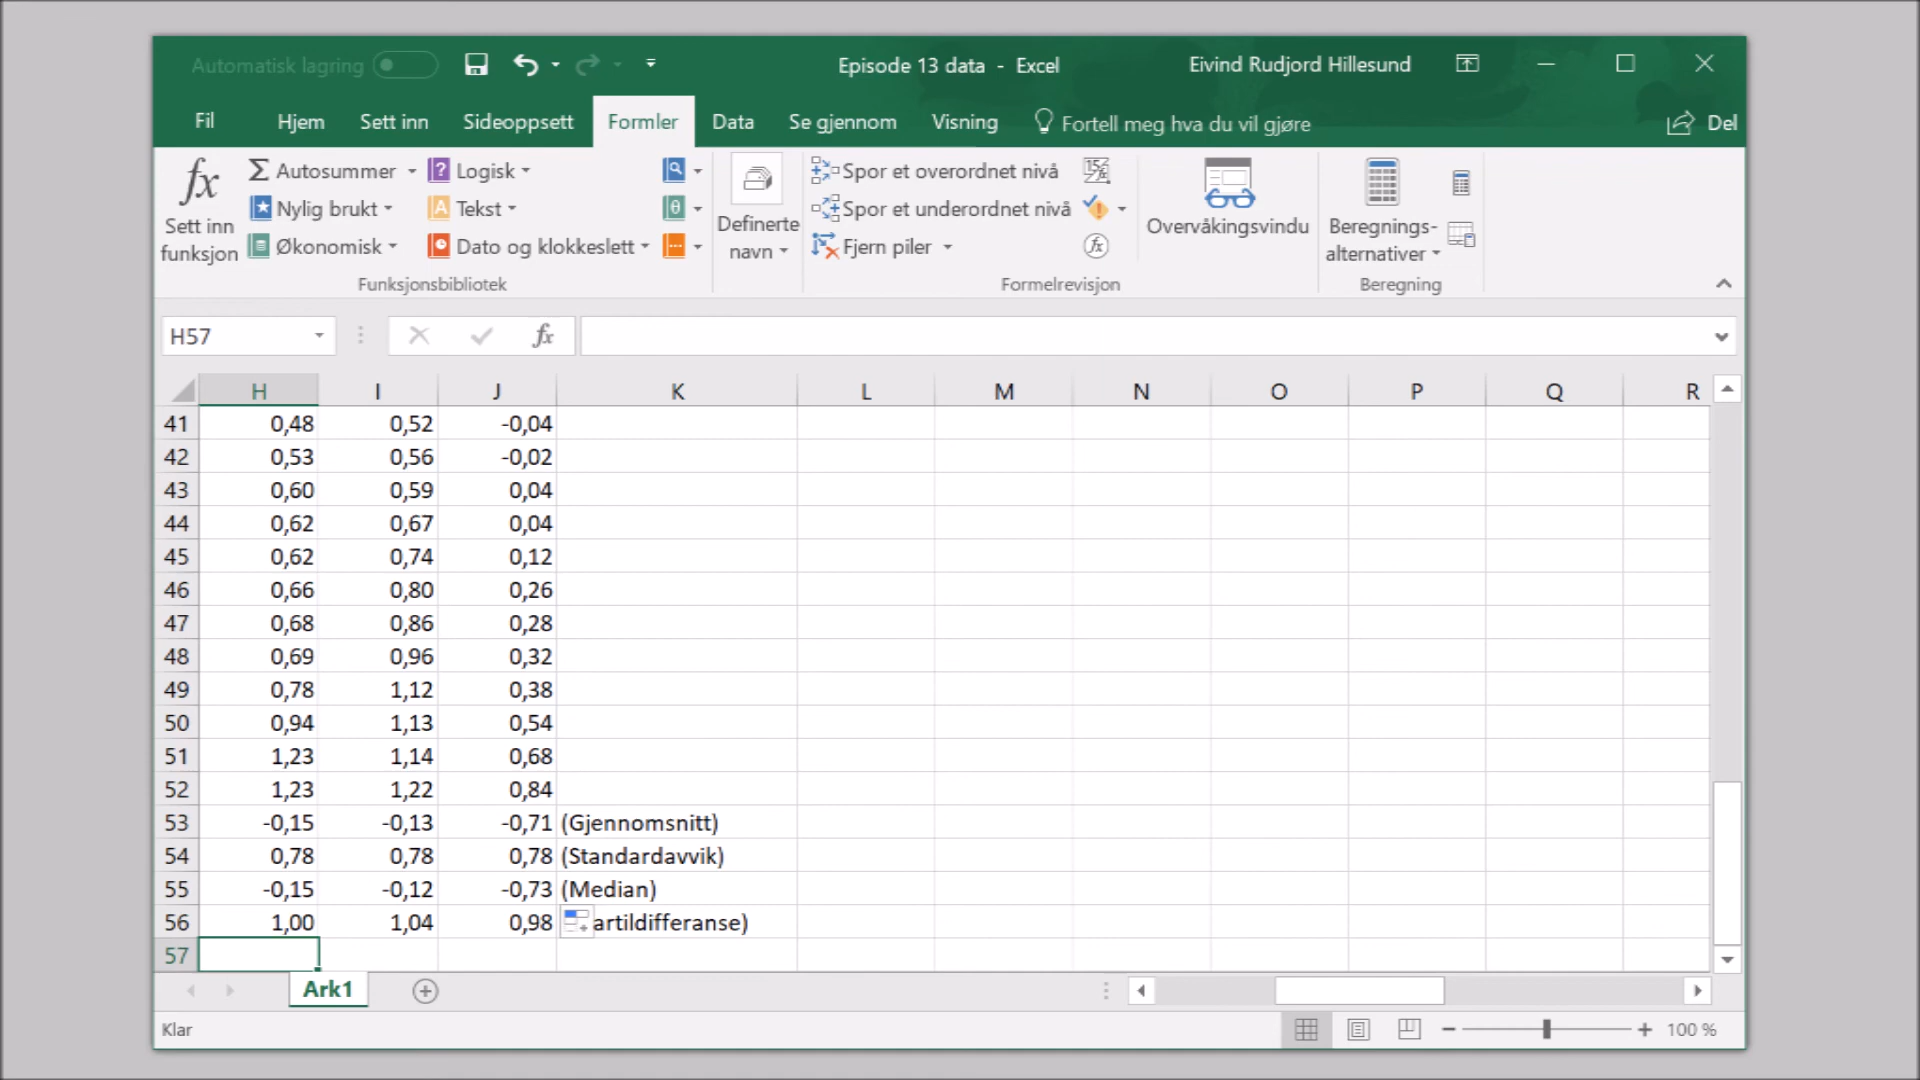 Automatisk lagring
Episode 13 data - Excel
Eivind Rudjord Hillesund
Fil Hjem Sett inn Sideoppsett Formler Data Se gjennom Visning Fortell meg hva du vil gjøre Del
fx Sett inn funksjon
Σ Autosummer
Nylig brukt
Økonomisk
? Logisk
A Tekst
Dato og klokkeslett
θ
Funksjonsbibliotek
Definerte navn
Spor et overordnet nivå
Spor et underordnet nivå
Fjern piler
fx
Formelrevisjon
Overvåkingsvindu
Beregnings-
alternativer
Beregning
H57 fx
H I J K L M N O P Q R
41 0,48 0,52 -0,04
42 0,53 0,56 -0,02
43 0,60 0,59 0,04
44 0,62 0,67 0,04
45 0,62 0,74 0,12
46 0,66 0,80 0,26
47 0,68 0,86 0,28
48 0,69 0,96 0,32
49 0,78 1,12 0,38
50 0,94 1,13 0,54
51 1,23 1,14 0,68
52 1,23 1,22 0,84
53 -0,15 -0,13 -0,71 (Gjennomsnitt)
54 0,78 0,78 0,78 (Standardavvik)
55 -0,15 -0,12 -0,73 (Median)
56 1,00 1,04 0,98 artildifferanse)
57
Ark1
Klar
100 %